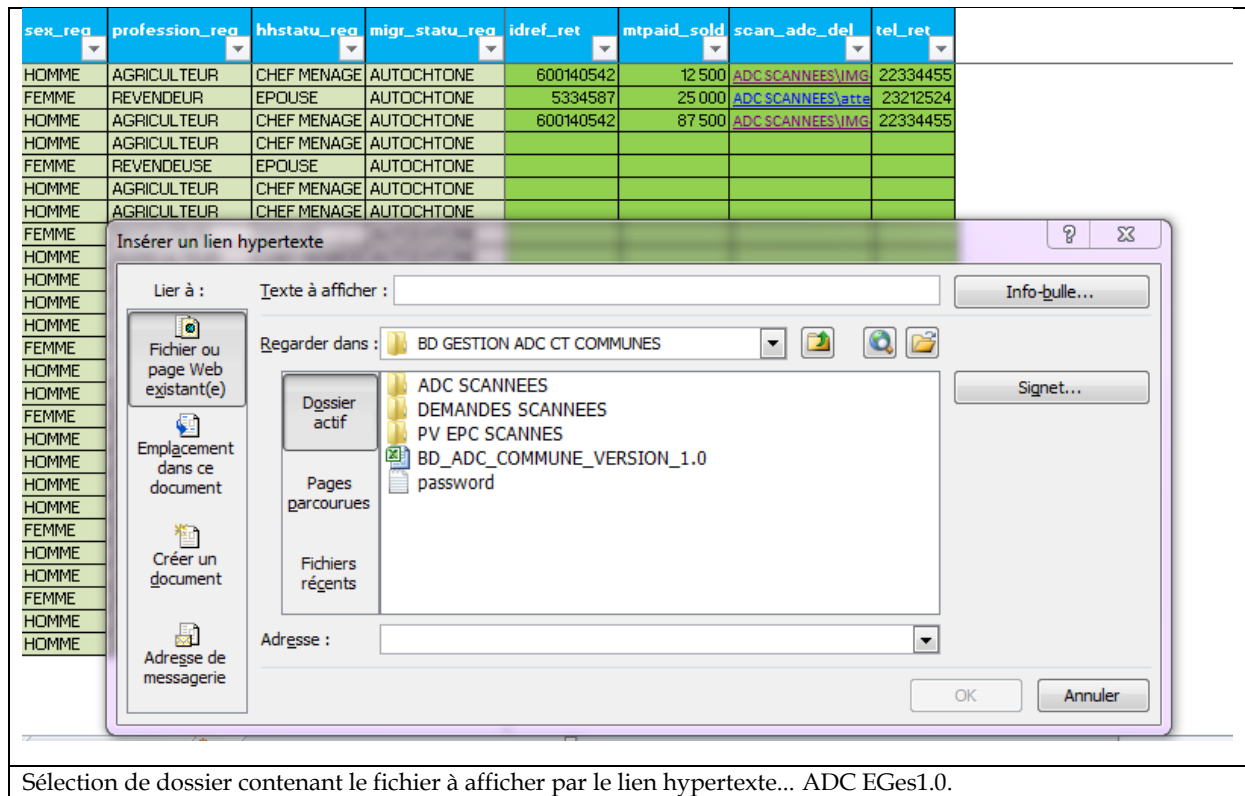 sex_reg profession_reg hhstatu_reg migr_statu_reg idref_ret mtpaid_sold scan_adc_del tel_ret
HOMME AGRICULTEUR CHEF MENAGE AUTOCHTONE 600140542 12 500 ADC SCANNEES\IMG 22334455
FEMME REVENDEUR EPOUSE AUTOCHTONE 5334587 25 000 ADC SCANNEES\atte 23212524
HOMME AGRICULTEUR CHEF MENAGE AUTOCHTONE 600140542 87 500 ADC SCANNEES\IMG 22334455
HOMME AGRICULTEUR CHEF MENAGE AUTOCHTONE
FEMME REVENDEUSE EPOUSE AUTOCHTONE
HOMME AGRICULTEUR CHEF MENAGE AUTOCHTONE
HOMME AGRICULTEUR CHEF MENAGE AUTOCHTONE
FEMME
HOMME
HOMME
HOMME
HOMME
FEMME
HOMME
HOMME
FEMME
HOMME
HOMME
HOMME
HOMME
FEMME
HOMME
HOMME
FEMME
HOMME
HOMME
Insérer un lien hypertexte
Lier à :
Texte à afficher :
Info-bulle...
Fichier ou
page Web
existant(e)
Emplacement
dans ce
document
Créer un
document
Adresse de
messagerie
Regarder dans : BD GESTION ADC CT COMMUNES
Dossier
actif
Pages
parcourues
Fichiers
récents
ADC SCANNEES
DEMANDES SCANNEES
PV EPC SCANNES
BD_ADC_COMMUNE_VERSION_1.0
password
Signet...
Adresse :
OK Annuler
Sélection de dossier contenant le fichier à afficher par le lien hypertexte... ADC EGes1.0.